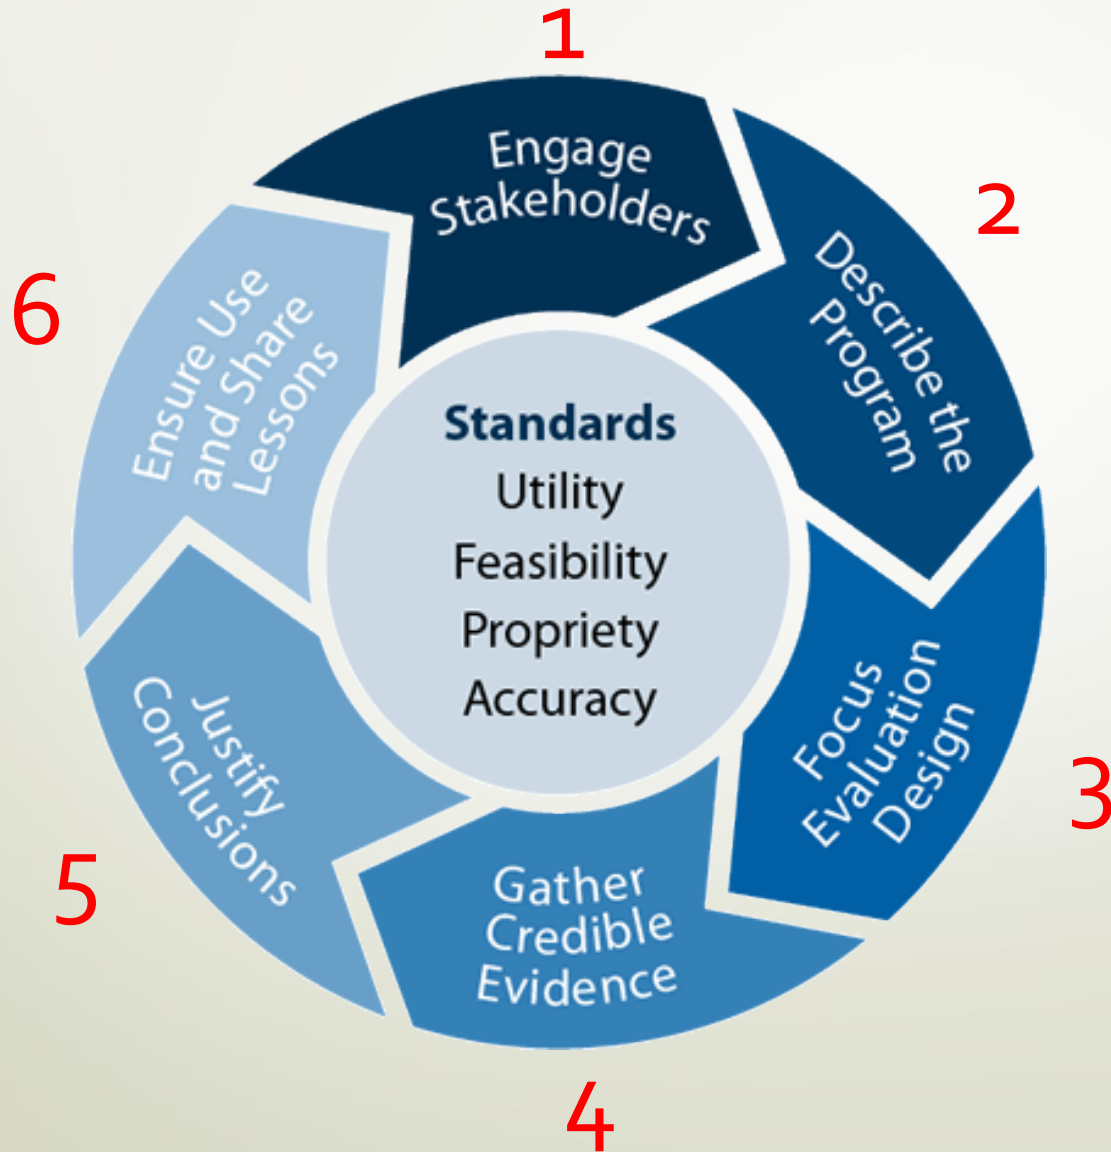 1
Engage
Stakeholders
2
Describe the
Program
3
Focus
Evaluation
Design
4
Gather
Credible
Evidence
5
Justify
Conclusions
6
Ensure Use
and Share
Lessons
Standards
Utility
Feasibility
Propriety
Accuracy